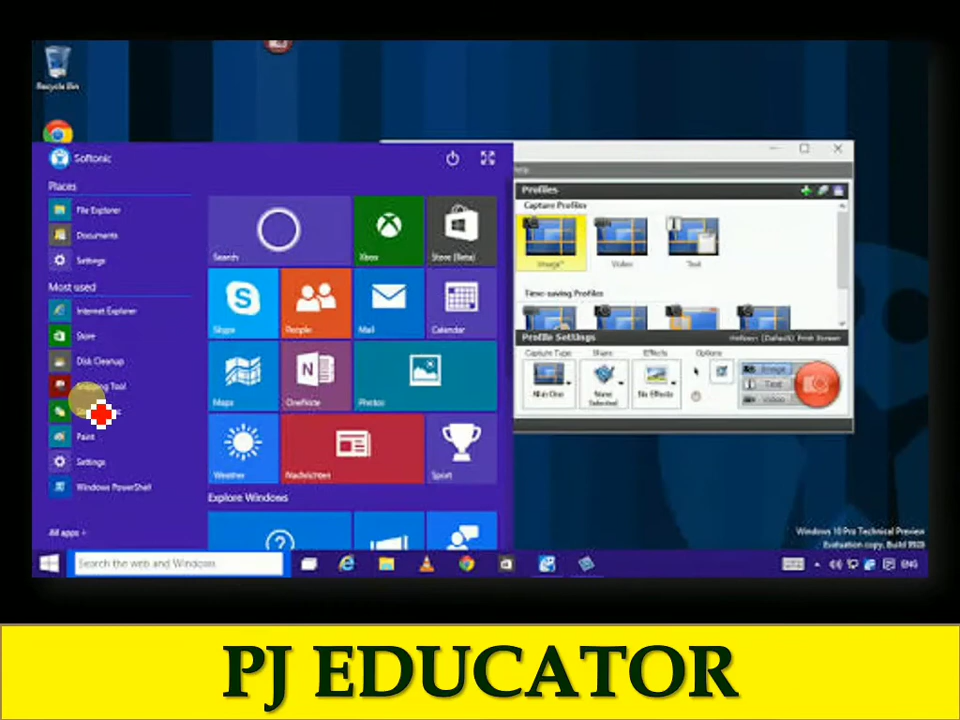 Recycle Bin
Softonic
Places
File Explorer
Documents
Settings
Most used
Internet Explorer
Store
Disk Cleanup
Snipping Tool
Paint
Settings
Windows PowerShell
All apps
Search
Xbox
Store (Beta)
Skype
People
Mail
Calendar
Maps
OneNote
Photos
Weather
Nachrichten
Sport
Explore Windows
Profiles
Capture Profiles
Image*
Video
Text
Time-saving Profiles
Profile Settings
Hotkey: (Default) Print Screen
Capture Type
Share
Effects
Options
None
Selected
No Effects
Image
Text
Video
Windows 10 Pro Technical Preview
Evaluation copy. Build
Search the web and Windows
ENG
PJ EDUCATOR